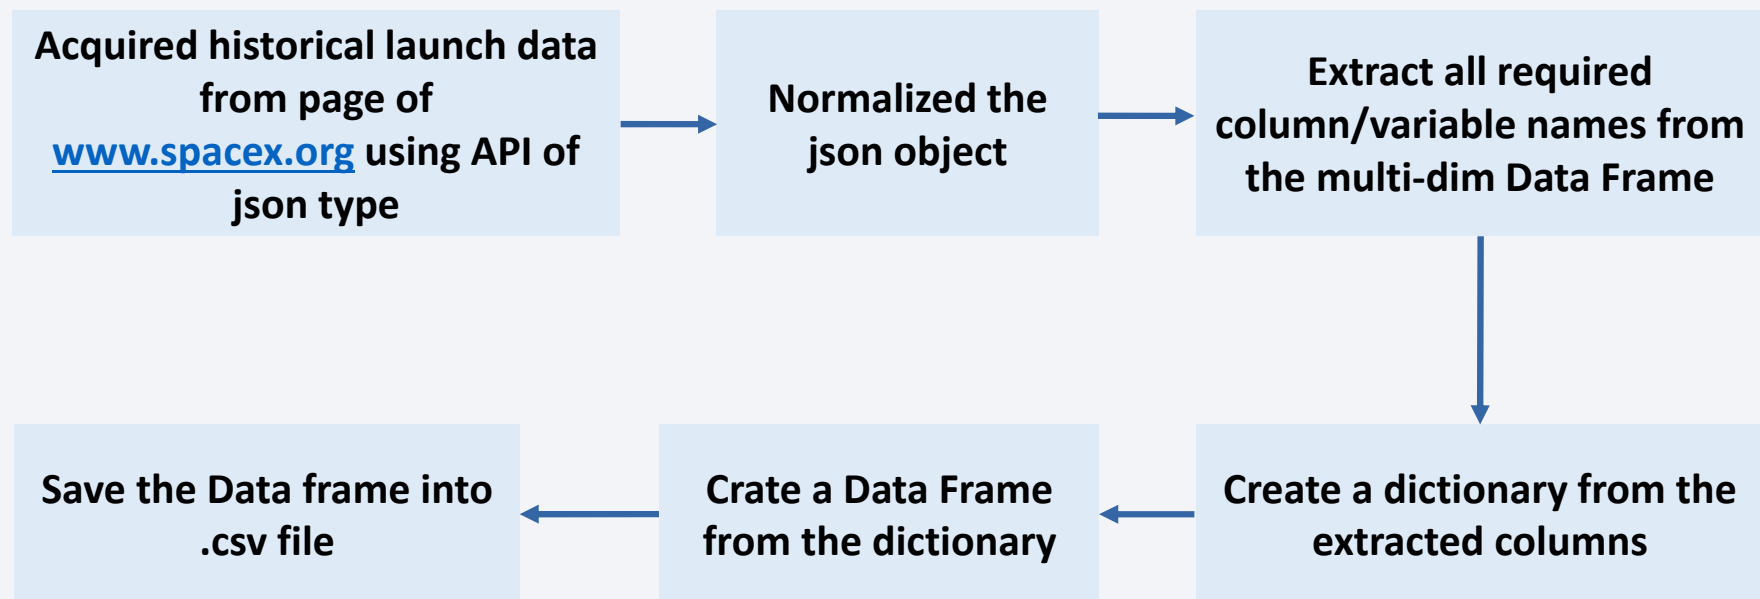 Acquired historical launch data
from page of
www.spacex.org using API of
json type
Normalized the
json object
Extract all required
column/variable names from
the multi-dim Data Frame
Create a dictionary from the
extracted columns
Crate a Data Frame
from the dictionary
Save the Data frame into
.csv file